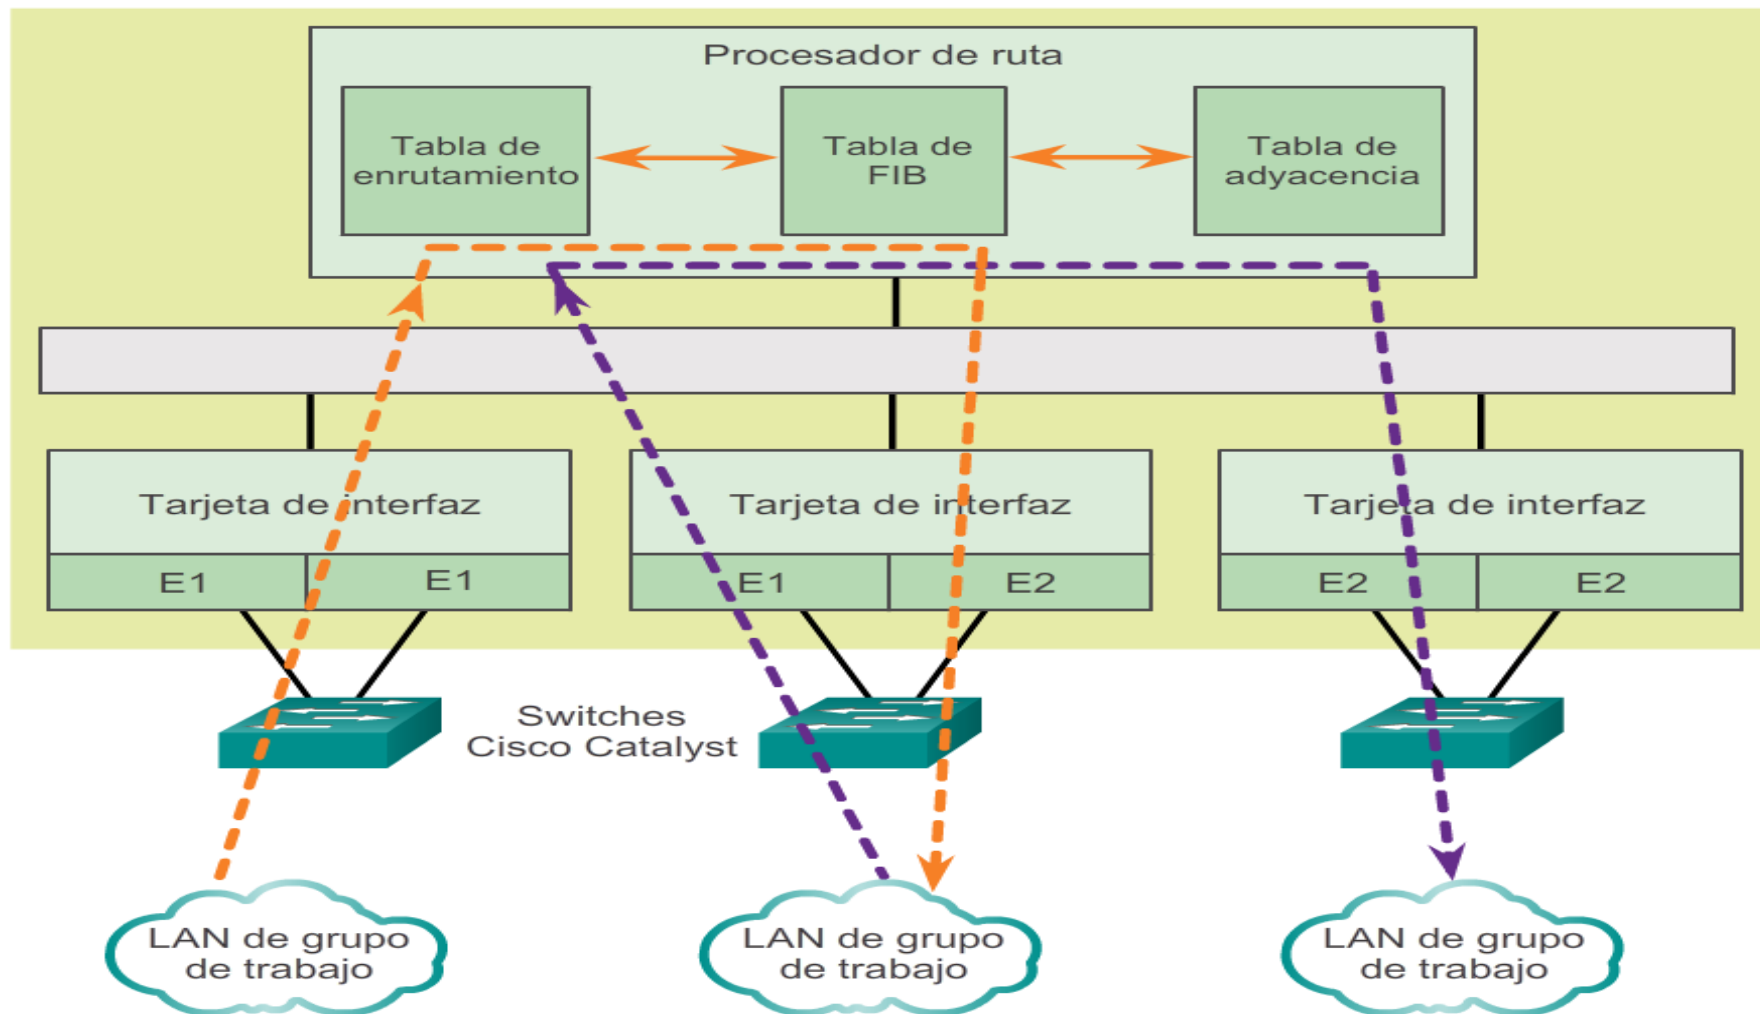 Procesador de ruta
Tabla de
enrutamiento
Tabla de
FIB
Tabla de
adyacencia
Tarjeta de interfaz
Tarjeta de interfaz
Tarjeta de interfaz
E1
E1
E1
E2
E2
E2
Switches
Cisco Catalyst
LAN de grupo
de trabajo
LAN de grupo
de trabajo
LAN de grupo
de trabajo